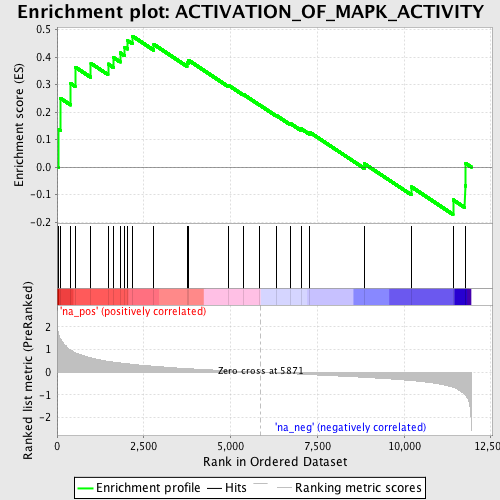 Enrichment plot: ACTIVATION_OF_MAPK_ACTIVITY
Enrichment score (ES)
0.5
0.4
0.3
0.2
0.1
0.0
-0.1
-0.2
'na_pos' (positively correlated)
Ranked list metric (PreRanked)
2
1
0
-1
-2
Zero cross at 5871
'na_neg' (negatively correlated)
0 2,500 5,000 7,500 10,000 12,500
Rank in Ordered Dataset
Enrichment profile Hits Ranking metric scores